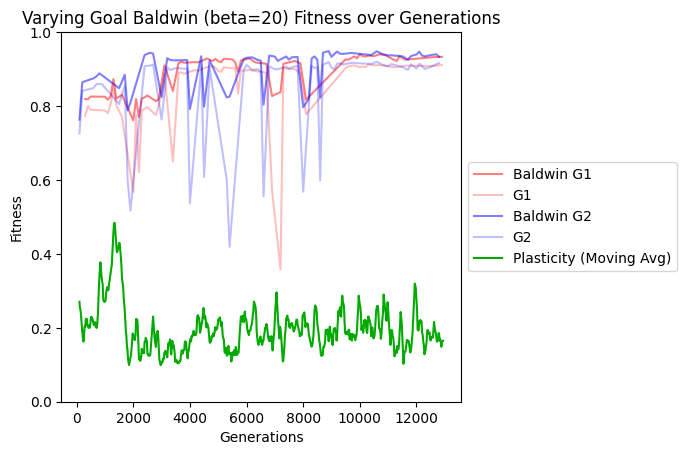 Varying Goal Baldwin (beta=20) Fitness over Generations
1.0
0.8
0.6
0.4
0.2
0.0
Fitness
0 2000 4000 6000 8000 10000 12000
Generations
Baldwin G1
G1
Baldwin G2
G2
Plasticity (Moving Avg)